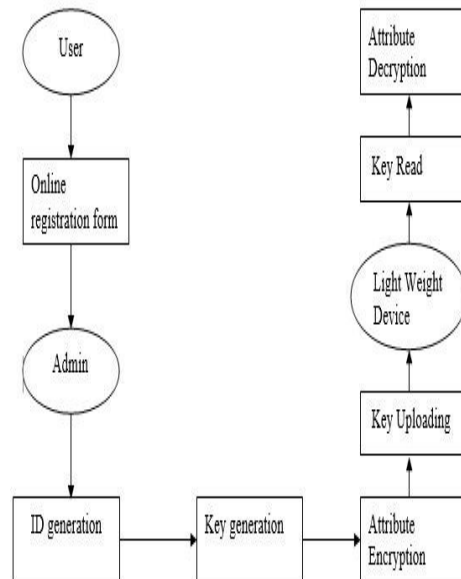 User
Online
registration form
Admin
ID generation
Key generation
Attribute
Encryption
Key Uploading
Light Weight
Device
Key Read
Attribute
Decryption